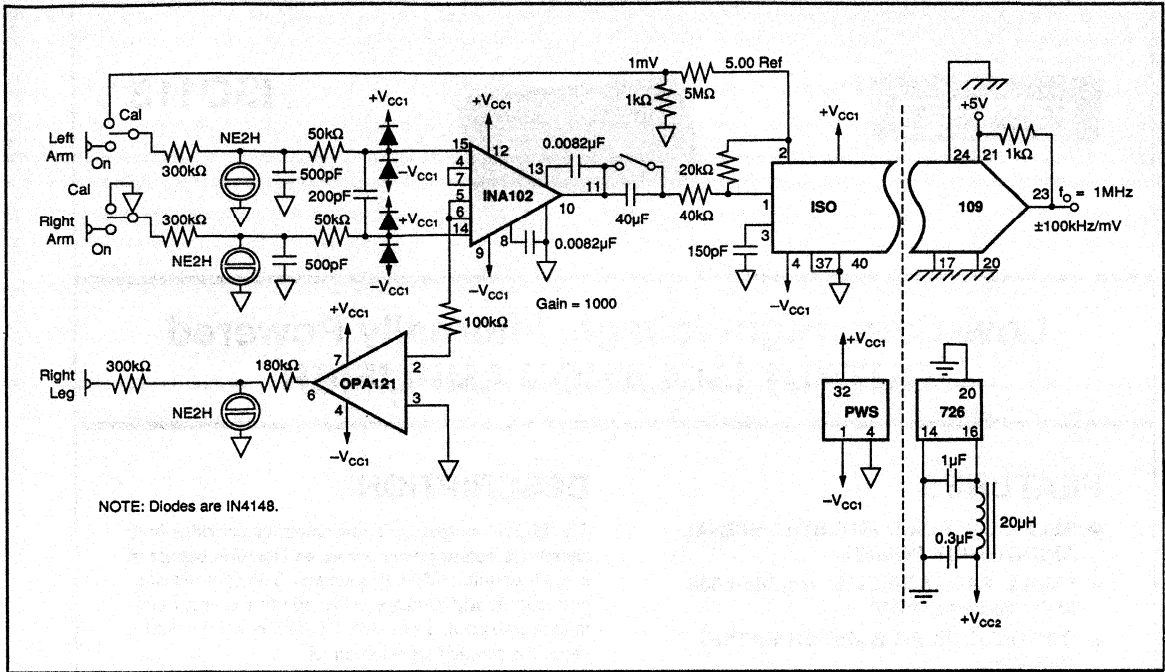 1mV
5.00 Ref
1kΩ
5MΩ
Cal
Left
Arm
On
300kΩ
NE2H
500pF
50kΩ
200pF
+VCC1
−VCC1
Cal
Right
Arm
On
300kΩ
NE2H
500pF
50kΩ
+VCC1
−VCC1
+VCC1
15
4
7
5
6
14
12
13
INA102
11
10
8
9
−VCC1
0.0082µF
0.0082µF
40µF
Gain = 1000
20kΩ
40kΩ
150pF
+VCC1
2
1
3
ISO
4
37
40
−VCC1
+5V
24
21
1kΩ
109
23
fo = 1MHz
±100kHz/mV
17
20
100kΩ
Right
Leg
300kΩ
NE2H
180kΩ
+VCC1
7
6
OPA121
2
3
4
−VCC1
+VCC1
32
PWS
1
4
−VCC1
20
726
14
16
1µF
0.3µF
20µH
+VCC2
NOTE: Diodes are IN4148.